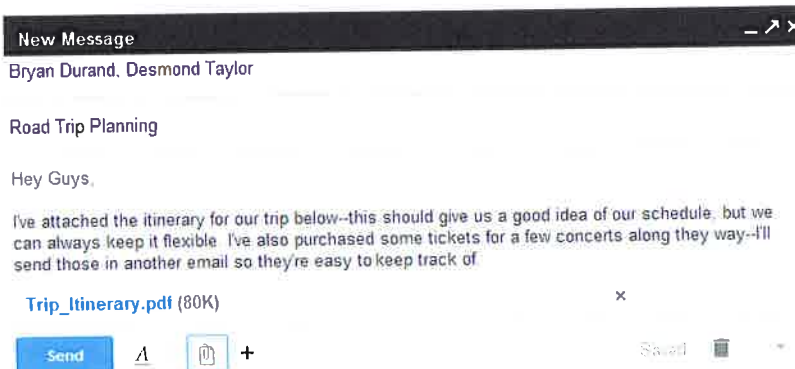 New Message
Bryan Durand, Desmond Taylor
Road Trip Planning
Hey Guys,
I've attached the itinerary for our trip below--this should give us a good idea of our schedule, but we
can always keep it flexible. I've also purchased some tickets for a few concerts along they way--I'll
send those in another email so they're easy to keep track of.
Trip_Itinerary.pdf (80K)
Send A
Saved